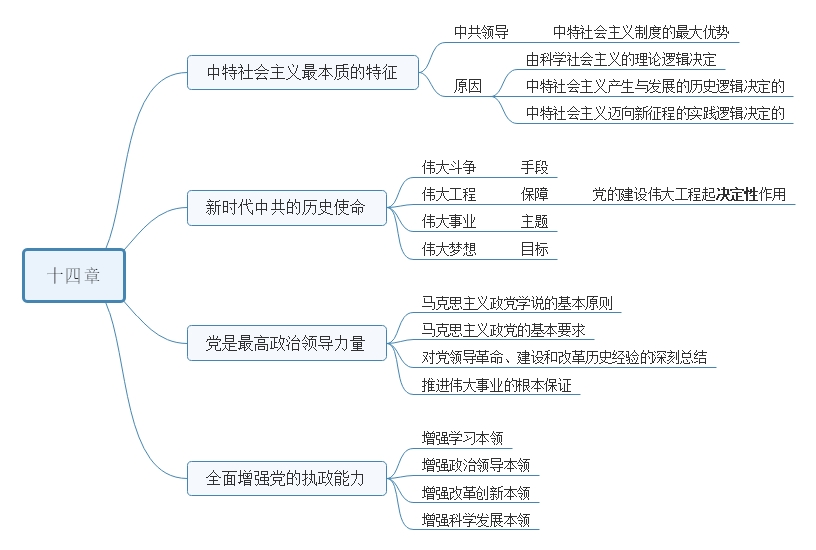 十四章
中特社会主义最本质的特征
中共领导
中特社会主义制度的最大优势
原因
由科学社会主义的理论逻辑决定
中特社会主义产生与发展的历史逻辑决定的
中特社会主义迈向新征程的实践逻辑决定的
新时代中共的历史使命
伟大斗争
手段
伟大工程
保障
党的建设伟大工程起决定性作用
伟大事业
主题
伟大梦想
目标
党是最高政治领导力量
马克思主义政党学说的基本原则
马克思主义政党的基本要求
对党领导革命、建设和改革历史经验的深刻总结
推进伟大事业的根本保证
全面增强党的执政能力
增强学习本领
增强政治领导本领
增强改革创新本领
增强科学发展本领